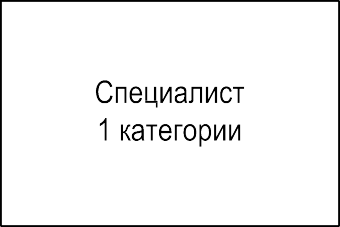 Специалист
1 категории